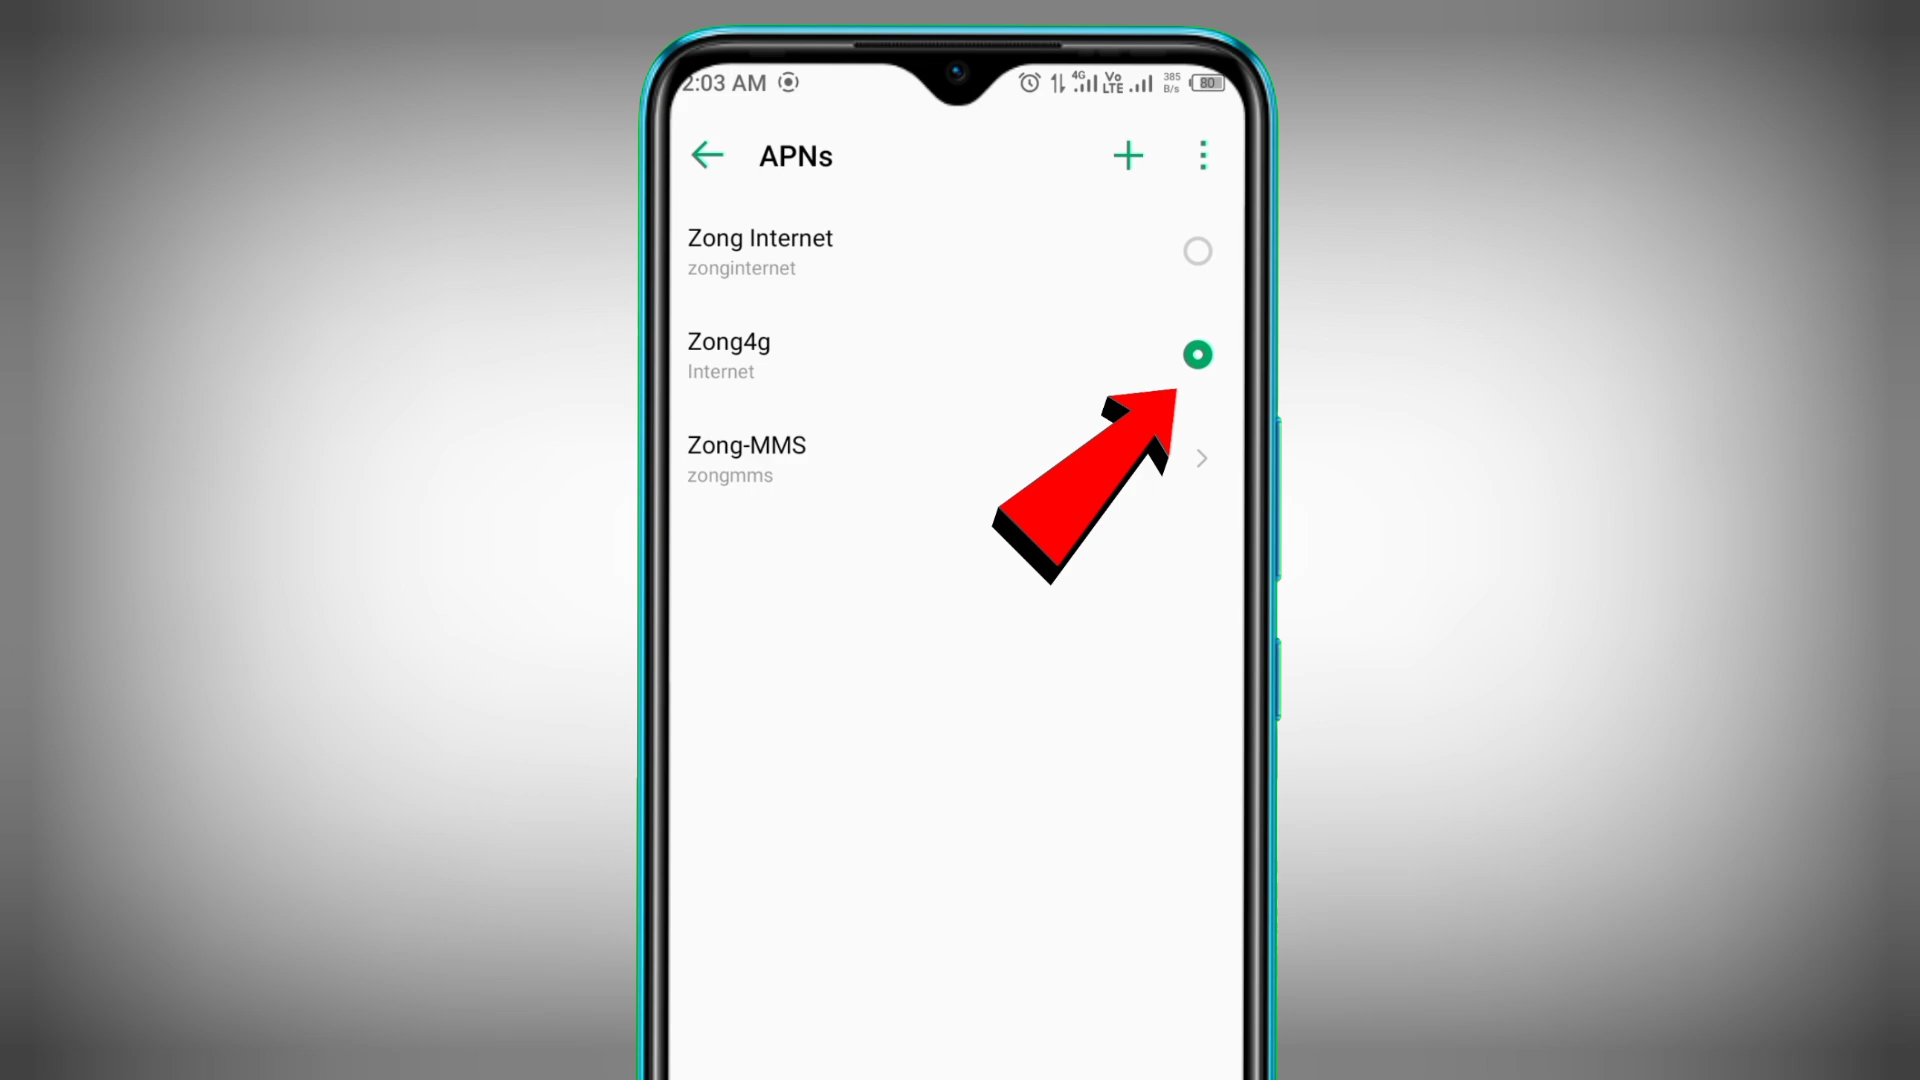 2:03 AM 4G Vo LTE 385 B/s 80
APNs
Zong Internet
zonginternet
Zong4g
Internet
Zong-MMS
zongmms